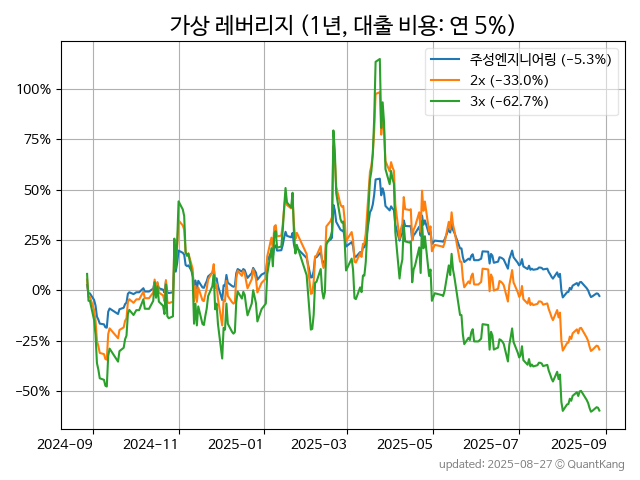 가상 레버리지 (1년, 대출 비용: 연 5%)
주성엔지니어링 (-5.3%)
2x (-33.0%)
3x (-62.7%)
100%
75%
50%
25%
0%
−25%
−50%
2024-09
2024-11
2025-01
2025-03
2025-05
2025-07
2025-09
updated: 2025-08-27 © QuantKang